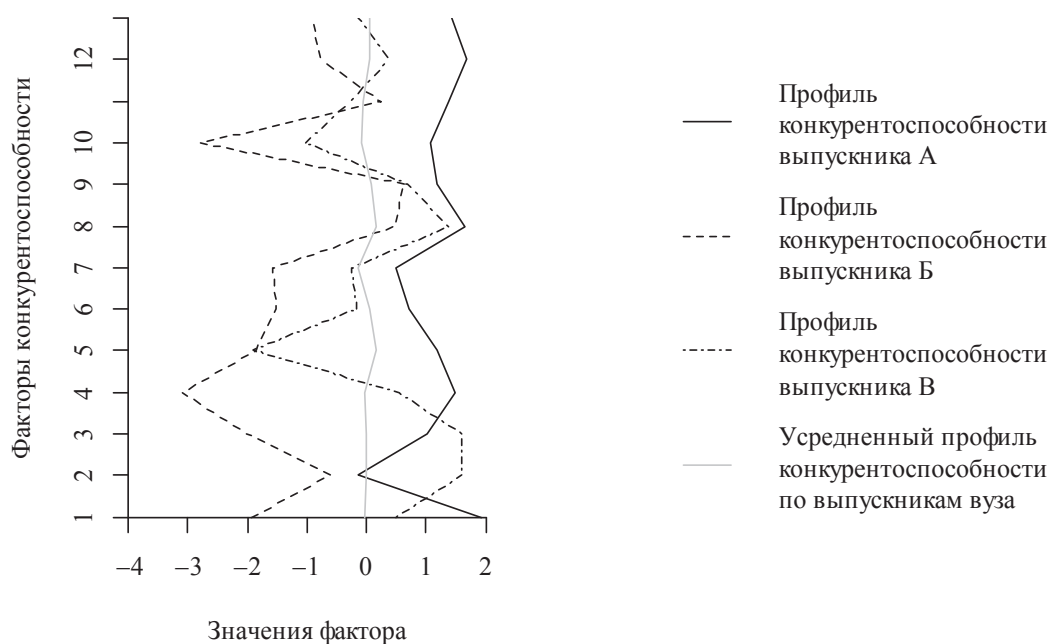 Факторы конкурентоспособности
12
10
9
8
7
6
5
4
3
2
1
–4 –3 –2 –1 0 1 2
Значения фактора
Профиль
конкурентоспособности
выпускника А
Профиль
конкурентоспособности
выпускника Б
Профиль
конкурентоспособности
выпускника В
Усредненный профиль
конкурентоспособности
по выпускникам вуза